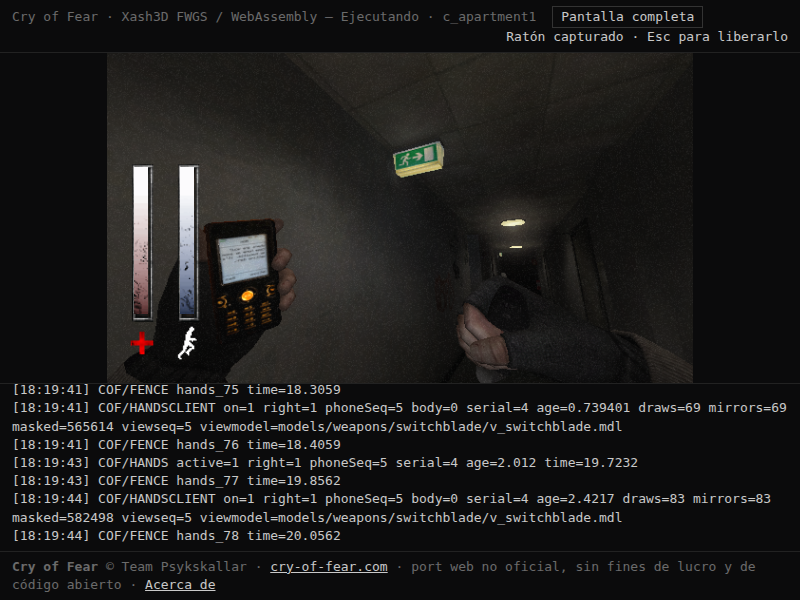 Cry of Fear · Xash3D FWGS / WebAssembly — Ejecutando · c_apartment1
Pantalla completa
Ratón capturado · Esc para liberarlo
[18:19:41] COF/FENCE hands_75 time=18.3059
[18:19:41] COF/HANDSCLIENT on=1 right=1 phoneSeq=5 body=0 serial=4 age=0.739401 draws=69 mirrors=69
masked=565614 viewseq=5 viewmodel=models/weapons/switchblade/v_switchblade.mdl
[18:19:41] COF/FENCE hands_76 time=18.4059
[18:19:43] COF/HANDS active=1 right=1 phoneSeq=5 serial=4 age=2.012 time=19.7232
[18:19:43] COF/FENCE hands_77 time=19.8562
[18:19:44] COF/HANDSCLIENT on=1 right=1 phoneSeq=5 body=0 serial=4 age=2.4217 draws=83 mirrors=83
masked=582498 viewseq=5 viewmodel=models/weapons/switchblade/v_switchblade.mdl
[18:19:44] COF/FENCE hands_78 time=20.0562
Cry of Fear © Team Psykskallar · cry-of-fear.com · port web no oficial, sin fines de lucro y de
código abierto · Acerca de